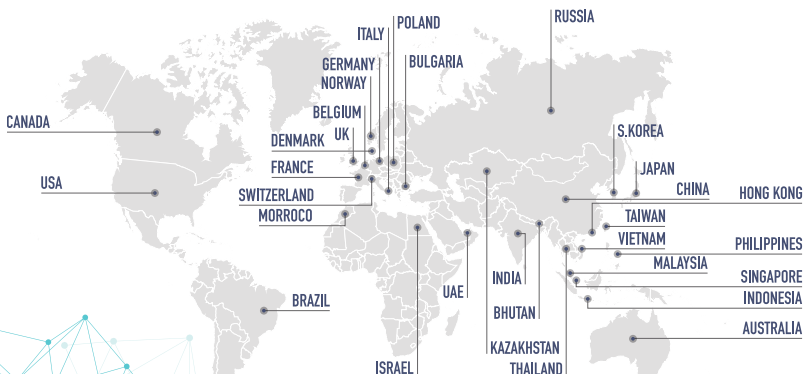 RUSSIA
POLAND
ITALY
GERMANY
BULGARIA
NORWAY
BELGIUM
CANADA
UK
DENMARK
S.KOREA
FRANCE
JAPAN
USA
CHINA
SWITZERLAND
HONG KONG
MORROCO
TAIWAN
VIETNAM
PHILIPPINES
MALAYSIA
INDIA
SINGAPORE
UAE
BRAZIL
INDONESIA
BHUTAN
AUSTRALIA
KAZAKHSTAN
ISRAEL
THAILAND